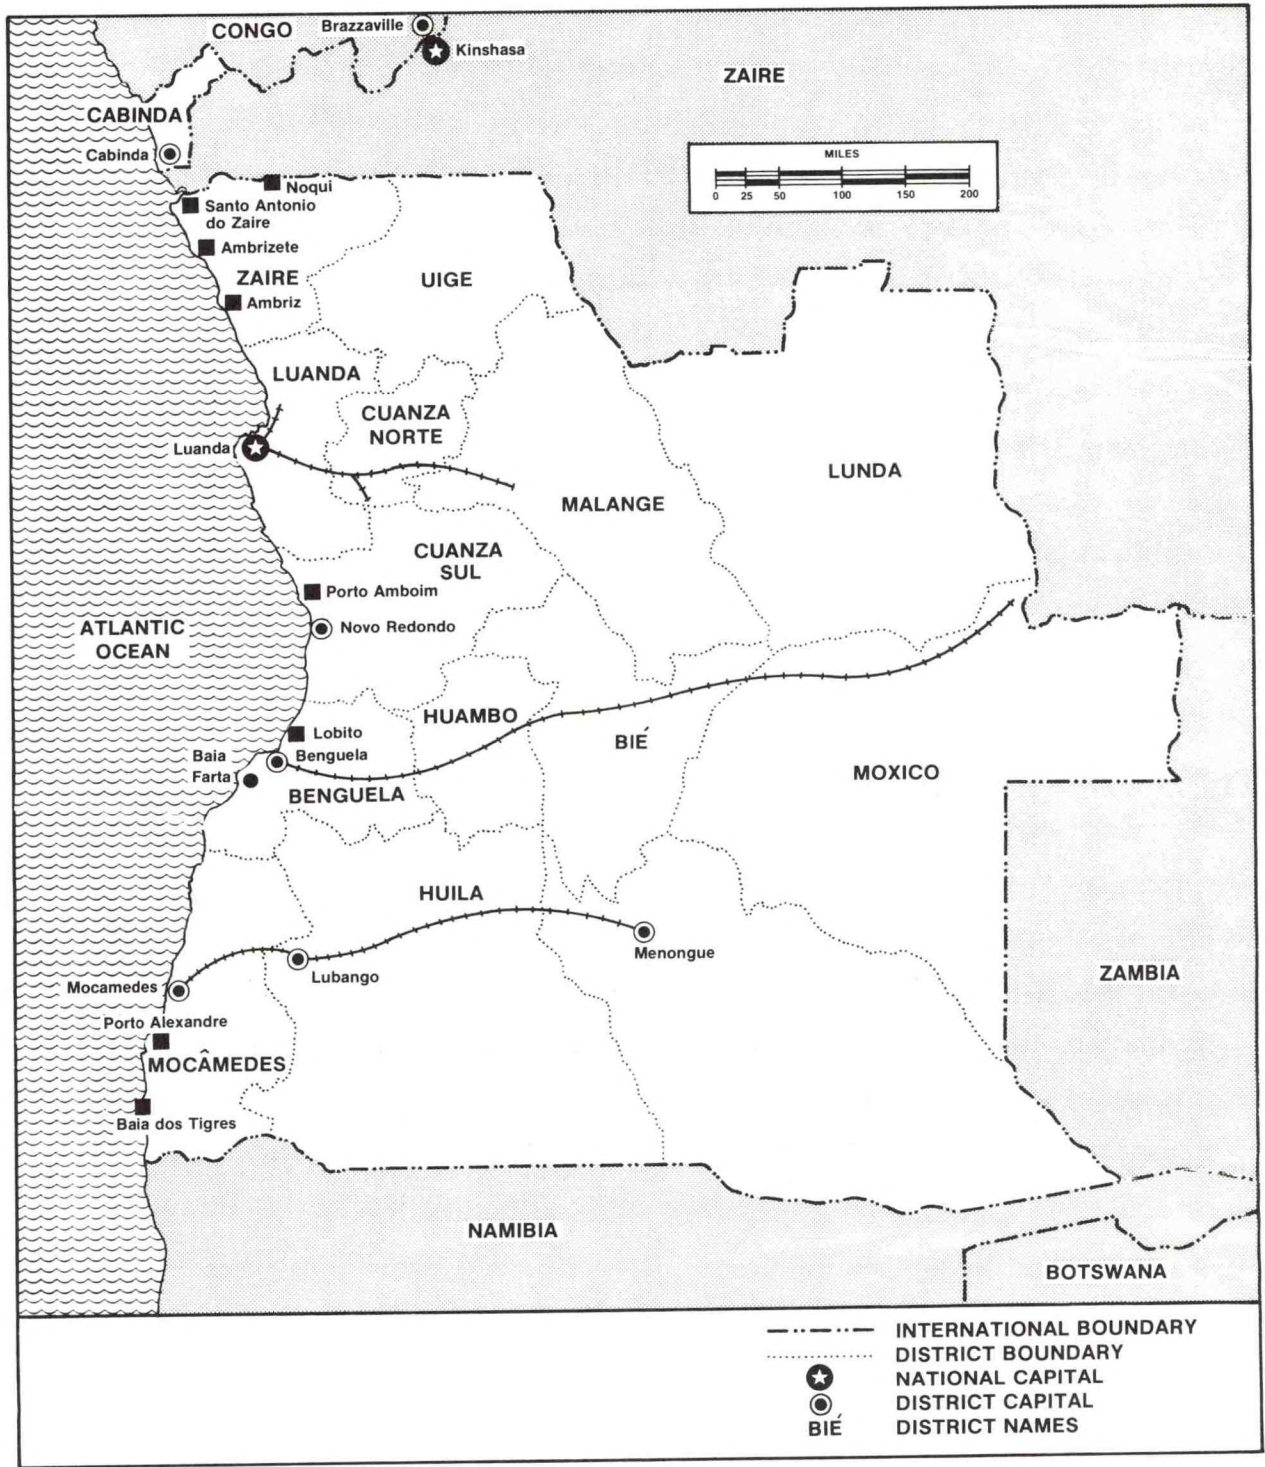 CONGO
Brazzaville
Kinshasa
ZAIRE
CABINDA
Cabinda
MILES
0 25 50 100 150 200
Noqui
Santo Antonio
do Zaire
Ambrizete
ZAIRE
UIGE
Ambriz
LUANDA
CUANZA
NORTE
Luanda
LUNDA
MALANGE
CUANZA
SUL
Porto Amboim
ATLANTIC
OCEAN
Novo Redondo
HUAMBO
Lobito
BIÉ
Baia
Farta
Benguela
MOXICO
BENGUELA
HUILA
Menongue
Lubango
ZAMBIA
Mocamedes
Porto Alexandre
MOCÂMEDES
Baia dos Tigres
NAMIBIA
BOTSWANA
INTERNATIONAL BOUNDARY
DISTRICT BOUNDARY
NATIONAL CAPITAL
DISTRICT CAPITAL
BIÉ DISTRICT NAMES